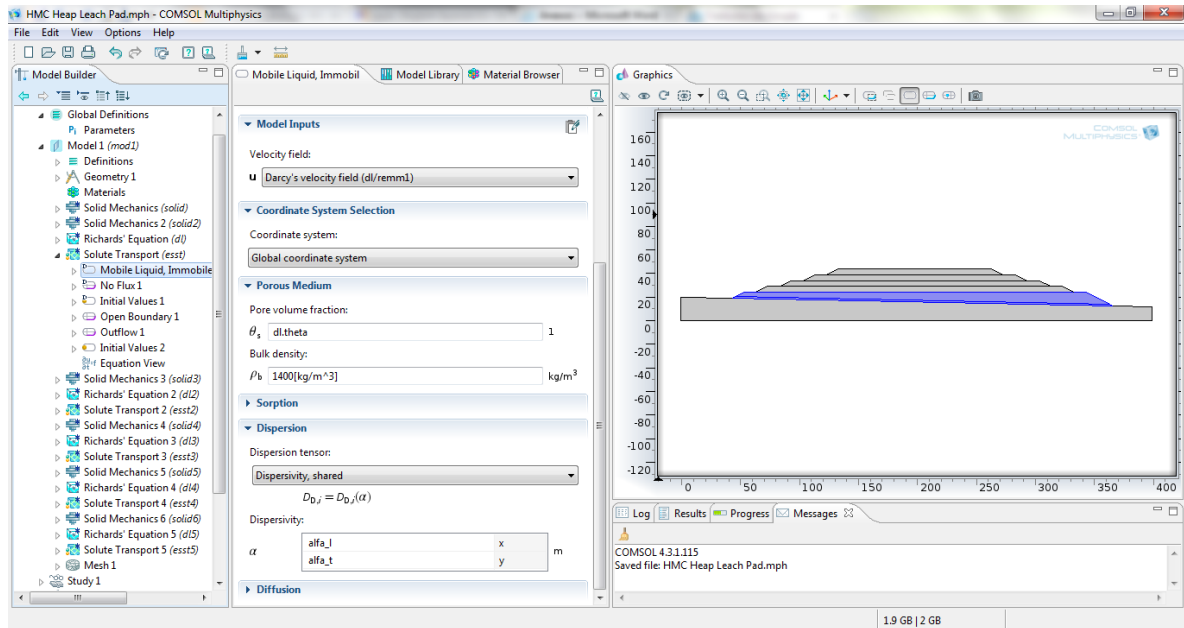 HMC Heap Leach Pad.mph - COMSOL Multiphysics
File Edit View Options Help
Model Builder
Global Definitions
Pi Parameters
Model 1 (mod1)
Definitions
Geometry 1
Materials
Solid Mechanics (solid)
Solid Mechanics 2 (solid2)
Richards' Equation (dl)
Solute Transport (esst)
Mobile Liquid, Immobile
No Flux 1
Initial Values 1
Open Boundary 1
Outflow 1
Initial Values 2
Equation View
Solid Mechanics 3 (solid3)
Richards' Equation 2 (dl2)
Solute Transport 2 (esst2)
Solid Mechanics 4 (solid4)
Richards' Equation 3 (dl3)
Solute Transport 3 (esst3)
Solid Mechanics 5 (solid5)
Richards' Equation 4 (dl4)
Solute Transport 4 (esst4)
Solid Mechanics 6 (solid6)
Richards' Equation 5 (dl5)
Solute Transport 5 (esst5)
Mesh 1
Study 1
Mobile Liquid, Immobil Model Library Material Browser
Model Inputs
Velocity field:
u Darcy's velocity field (dl/remm1)
Coordinate System Selection
Coordinate system:
Global coordinate system
Porous Medium
Pore volume fraction:
θs dl.theta 1
Bulk density:
ρb 1400[kg/m^3] kg/m³
Sorption
Dispersion
Dispersion tensor:
Dispersivity, shared
D_D,i = D_D,i(α)
Dispersivity:
alfa_l x
α m
alfa_t y
Diffusion
Graphics
COMSOL
MULTIPHYSICS
160
140
120
100
80
60
40
20
0
-20
-40
-60
-80
-100
-120
0 50 100 150 200 250 300 350 400
Log Results Progress Messages
COMSOL 4.3.1.115
Saved file: HMC Heap Leach Pad.mph
1.9 GB | 2 GB